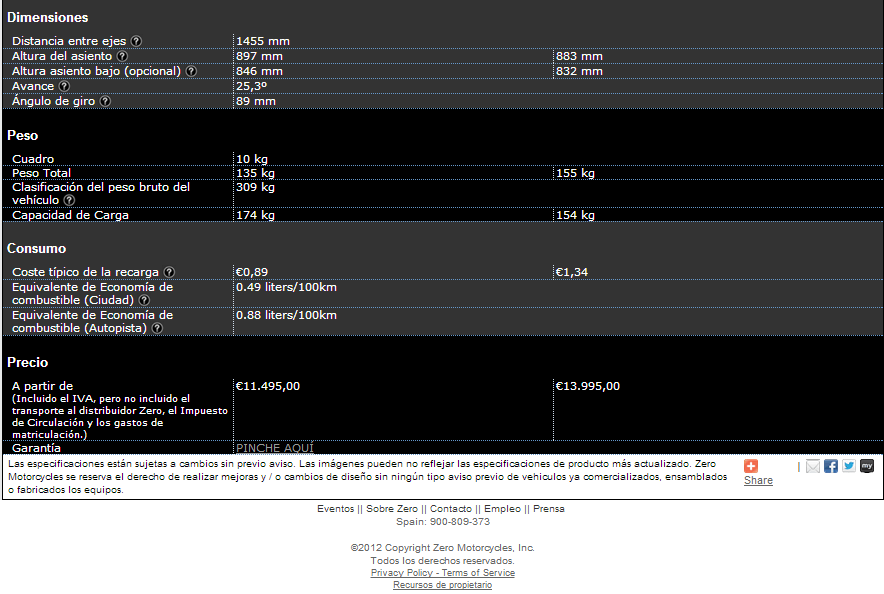 Dimensiones
Distancia entre ejes ? 1455 mm
Altura del asiento ? 897 mm 883 mm
Altura asiento bajo (opcional) ? 846 mm 832 mm
Avance ? 25,3º
Ángulo de giro ? 89 mm
Peso
Cuadro 10 kg
Peso Total 135 kg 155 kg
Clasificación del peso bruto del 309 kg
vehículo ?
Capacidad de Carga 174 kg 154 kg
Consumo
Coste típico de la recarga ? €0,89 €1,34
Equivalente de Economía de 0.49 liters/100km
combustible (Ciudad) ?
Equivalente de Economía de 0.88 liters/100km
combustible (Autopista) ?
Precio
A partir de €11.495,00 €13.995,00
(Incluido el IVA, pero no incluido el
transporte al distribuidor Zero, el Impuesto
de Circulación y los gastos de
matriculación.)
Garantía PINCHE AQUÍ
Las especificaciones están sujetas a cambios sin previo aviso. Las imágenes pueden no reflejar las especificaciones de producto más actualizado. Zero
Motorcycles se reserva el derecho de realizar mejoras y / o cambios de diseño sin ningún tipo aviso previo de vehiculos ya comercializados, ensamblados
o fabricados los equipos.
Share
my
Eventos || Sobre Zero || Contacto || Empleo || Prensa
Spain: 900-809-373
©2012 Copyright Zero Motorcycles, Inc.
Todos los derechos reservados.
Privacy Policy - Terms of Service
Recursos de propietario